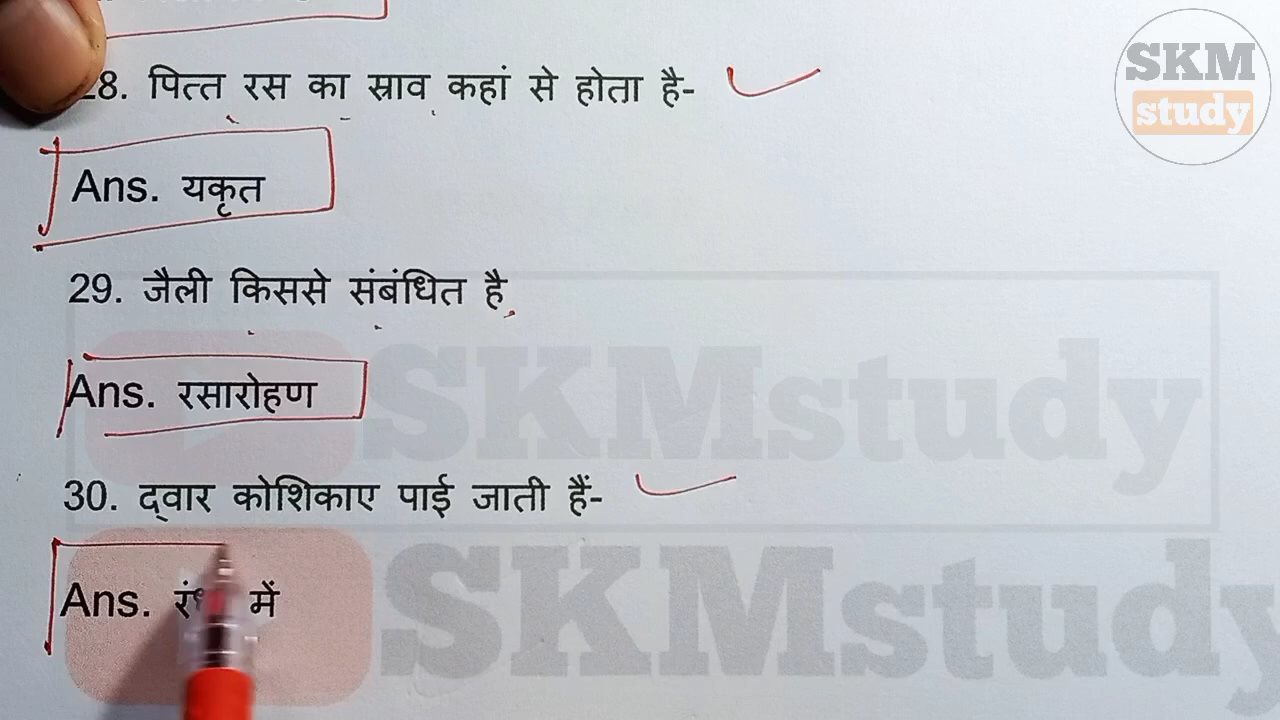 SKM
study
28. पित्त रस का स्राव कहां से होता है-
Ans. यकृत
29. जैली किससे संबंधित है
SKMstudy
Ans. रसारोहण
30. द्वार कोशिकाए पाई जाती हैं-
SKMstudy
Ans. में